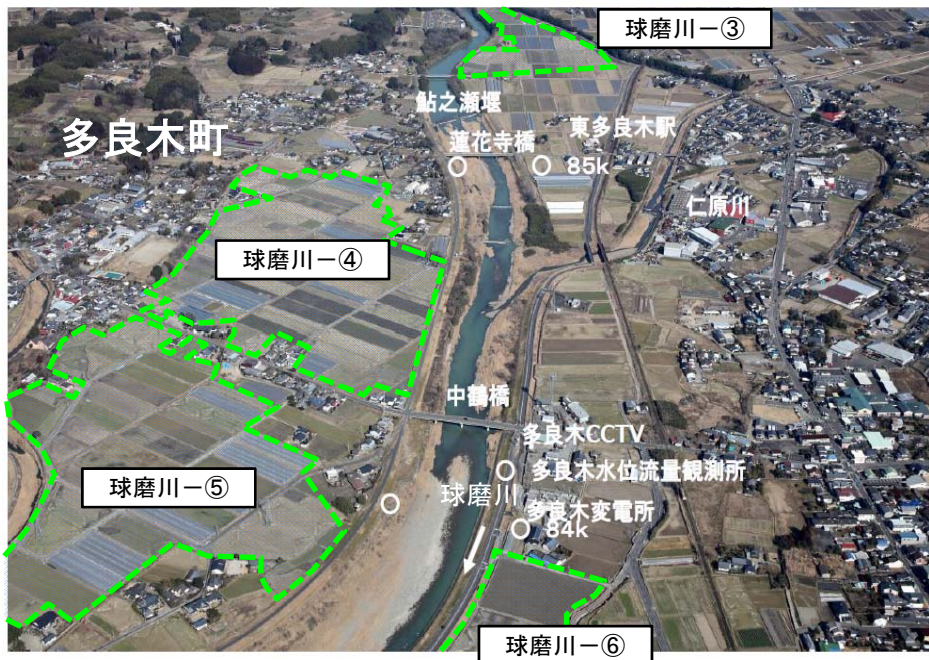 球磨川－③
鮎之瀬堰
多良木町
東多良木駅
蓮花寺橋
85k
仁原川
球磨川－④
中鶴橋
多良木CCTV
多良木水位流量観測所
球磨川－⑤
球磨川
多良木変電所
84k
球磨川－⑥